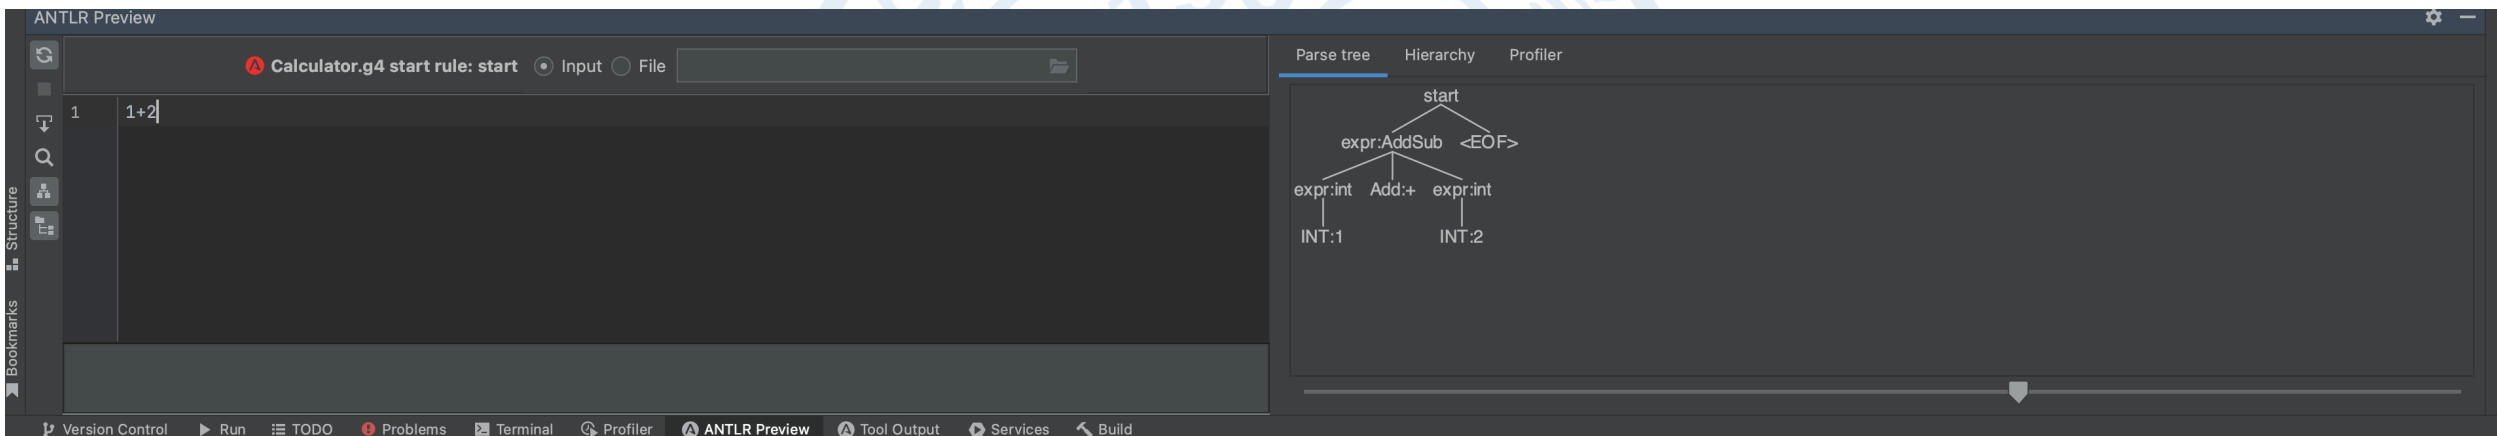 ANTLR Preview
Calculator.g4 start rule: start Input File
1 1+2
Structure
Bookmarks
Parse tree Hierarchy Profiler
start
expr:AddSub <EOF>
expr:int Add:+ expr:int
INT:1 INT:2
Version Control Run TODO Problems Terminal Profiler ANTLR Preview Tool Output Services Build